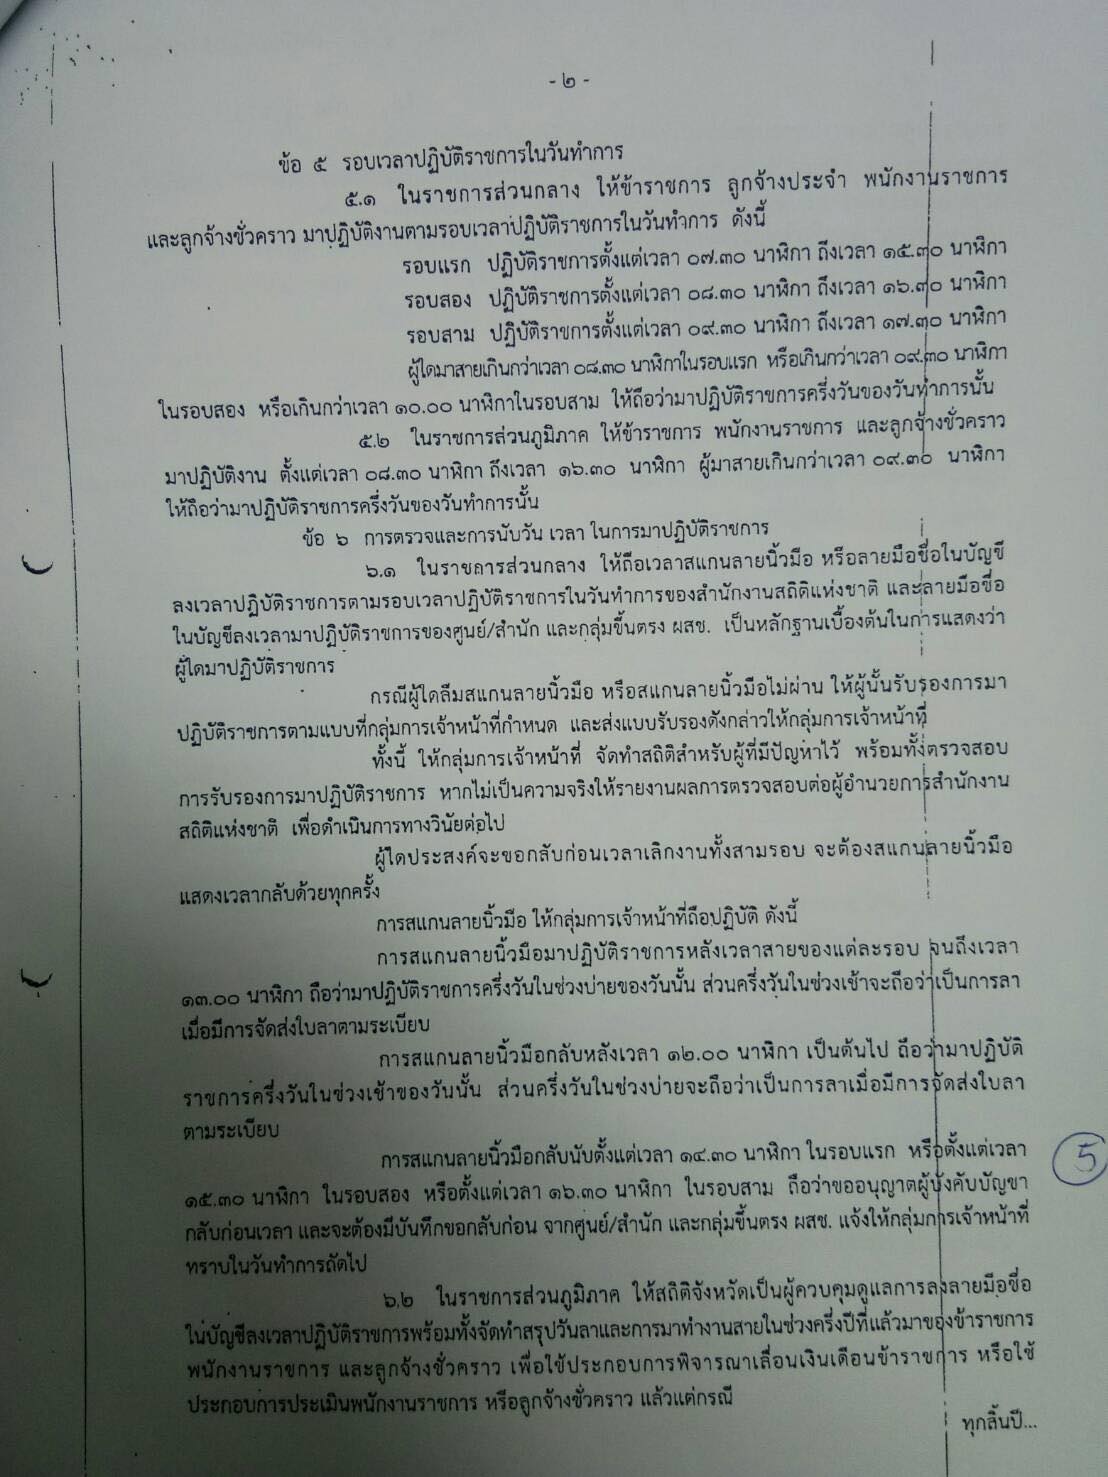 - ๒ -
ข้อ ๕ รอบเวลาปฏิบัติราชการในวันทำการ
๕.๑ ในราชการส่วนกลาง ให้ข้าราชการ ลูกจ้างประจำ พนักงานราชการ
และลูกจ้างชั่วคราว มาปฏิบัติงานตามรอบเวลาปฏิบัติราชการในวันทำการ ดังนี้
รอบแรก ปฏิบัติราชการตั้งแต่เวลา ๐๗.๓๐ นาฬิกา ถึงเวลา ๑๕.๓๐ นาฬิกา
รอบสอง ปฏิบัติราชการตั้งแต่เวลา ๐๘.๓๐ นาฬิกา ถึงเวลา ๑๖.๓๐ นาฬิกา
รอบสาม ปฏิบัติราชการตั้งแต่เวลา ๐๙.๓๐ นาฬิกา ถึงเวลา ๑๗.๓๐ นาฬิกา
ผู้ใดมาสายเกินกว่าเวลา ๐๘.๓๐ นาฬิกาในรอบแรก หรือเกินกว่าเวลา ๐๙.๓๐ นาฬิกา
ในรอบสอง หรือเกินกว่าเวลา ๑๐.๐๐ นาฬิกาในรอบสาม ให้ถือว่ามาปฏิบัติราชการครึ่งวันของวันทำการนั้น
๕.๒ ในราชการส่วนภูมิภาค ให้ข้าราชการ พนักงานราชการ และลูกจ้างชั่วคราว
มาปฏิบัติงาน ตั้งแต่เวลา ๐๘.๓๐ นาฬิกา ถึงเวลา ๑๖.๓๐ นาฬิกา ผู้มาสายเกินกว่าเวลา ๐๙.๓๐ นาฬิกา
ให้ถือว่ามาปฏิบัติราชการครึ่งวันของวันทำการนั้น
ข้อ ๖ การตรวจและการนับวัน เวลา ในการมาปฏิบัติราชการ
๖.๑ ในราชการส่วนกลาง ให้ถือเวลาสแกนลายนิ้วมือ หรือลายมือชื่อในบัญชี
ลงเวลาปฏิบัติราชการตามรอบเวลาปฏิบัติราชการในวันทำการของสำนักงานสถิติแห่งชาติ และลายมือชื่อ
ในบัญชีลงเวลามาปฏิบัติราชการของศูนย์/สำนัก และกลุ่มขึ้นตรง ผสช. เป็นหลักฐานเบื้องต้นในการแสดงว่า
ผู้ใดมาปฏิบัติราชการ
กรณีผู้ใดลืมสแกนลายนิ้วมือ หรือสแกนลายนิ้วมือไม่ผ่าน ให้ผู้นั้นรับรองการมา
ปฏิบัติราชการตามแบบที่กลุ่มการเจ้าหน้าที่กำหนด และส่งแบบรับรองดังกล่าวให้กลุ่มการเจ้าหน้าที่
ทั้งนี้ ให้กลุ่มการเจ้าหน้าที่ จัดทำสถิติสำหรับผู้ที่มีปัญหาไว้ พร้อมทั้งตรวจสอบ
การรับรองการมาปฏิบัติราชการ หากไม่เป็นความจริงให้รายงานผลการตรวจสอบต่อผู้อำนวยการสำนักงาน
สถิติแห่งชาติ เพื่อดำเนินการทางวินัยต่อไป
ผู้ใดประสงค์จะขอกลับก่อนเวลาเลิกงานทั้งสามรอบ จะต้องสแกนลายนิ้วมือ
แสดงเวลากลับด้วยทุกครั้ง
การสแกนลายนิ้วมือ ให้กลุ่มการเจ้าหน้าที่ถือปฏิบัติ ดังนี้
การสแกนลายนิ้วมือมาปฏิบัติราชการหลังเวลาสายของแต่ละรอบ จนถึงเวลา
๑๓.๐๐ นาฬิกา ถือว่ามาปฏิบัติราชการครึ่งวันในช่วงบ่ายของวันนั้น ส่วนครึ่งวันในช่วงเช้าจะถือว่าเป็นการลา
เมื่อมีการจัดส่งใบลาตามระเบียบ
การสแกนลายนิ้วมือกลับหลังเวลา ๑๒.๐๐ นาฬิกา เป็นต้นไป ถือว่ามาปฏิบัติ
ราชการครึ่งวันในช่วงเช้าของวันนั้น ส่วนครึ่งวันในช่วงบ่ายจะถือว่าเป็นการลาเมื่อมีการจัดส่งใบลา
ตามระเบียบ
การสแกนลายนิ้วมือกลับนับตั้งแต่เวลา ๑๔.๓๐ นาฬิกา ในรอบแรก หรือตั้งแต่เวลา
๑๕.๓๐ นาฬิกา ในรอบสอง หรือตั้งแต่เวลา ๑๖.๓๐ นาฬิกา ในรอบสาม ถือว่าขออนุญาตผู้บังคับบัญชา
กลับก่อนเวลา และจะต้องมีบันทึกขอกลับก่อน จากศูนย์/สำนัก และกลุ่มขึ้นตรง ผสช. แจ้งให้กลุ่มการเจ้าหน้าที่
ทราบในวันทำการถัดไป
5
๖.๒ ในราชการส่วนภูมิภาค ให้สถิติจังหวัดเป็นผู้ควบคุมดูแลการลงลายมือชื่อ
ในบัญชีลงเวลาปฏิบัติราชการพร้อมทั้งจัดทำสรุปวันลาและการมาทำงานสายในช่วงครึ่งปีที่แล้วมาของข้าราชการ
พนักงานราชการ และลูกจ้างชั่วคราว เพื่อใช้ประกอบการพิจารณาเลื่อนเงินเดือนข้าราชการ หรือใช้
ประกอบการประเมินพนักงานราชการ หรือลูกจ้างชั่วคราว แล้วแต่กรณี
ทุกสิ้นปี...